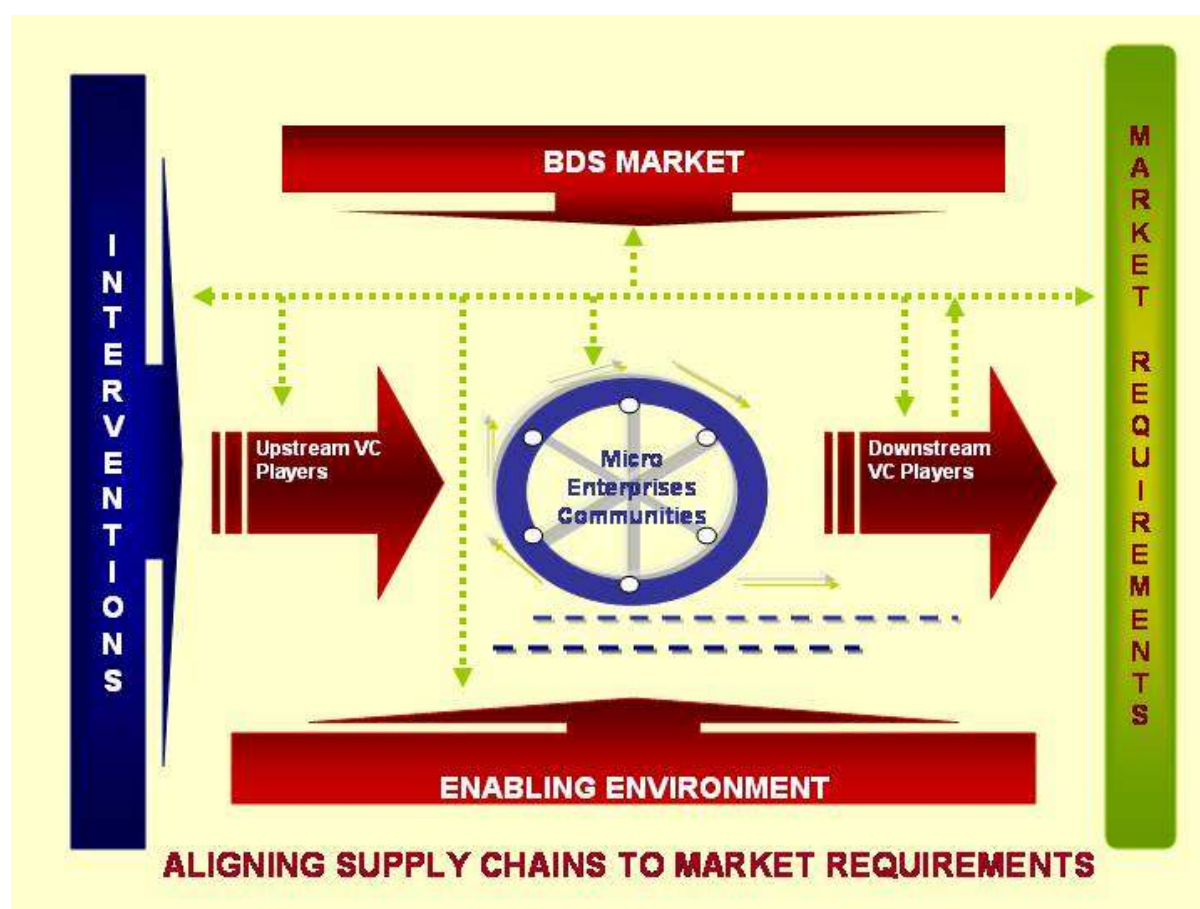 BDS MARKET
INTERVENTIONS
MARKET REQUIREMENTS
Upstream VC
Players
Micro
Enterprises
Communities
Downstream
VC Players
ENABLING ENVIRONMENT
ALIGNING SUPPLY CHAINS TO MARKET REQUIREMENTS